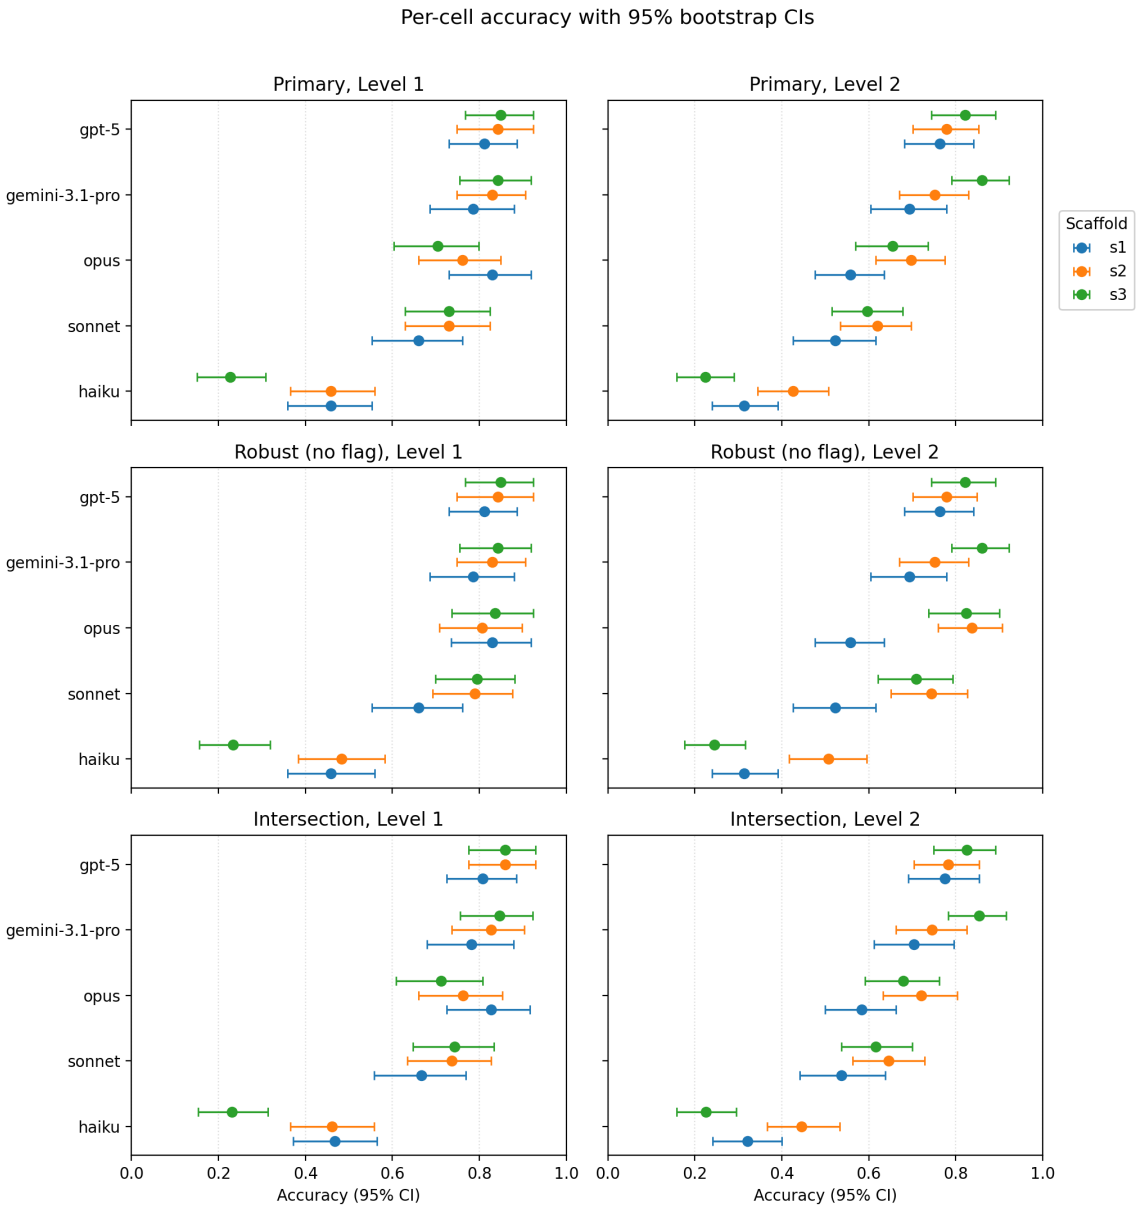 Per-cell accuracy with 95% bootstrap CIs
Primary, Level 1
Primary, Level 2
gpt-5
gemini-3.1-pro
opus
sonnet
haiku
Scaffold
s1
s2
s3
Robust (no flag), Level 1
Robust (no flag), Level 2
gpt-5
gemini-3.1-pro
opus
sonnet
haiku
Intersection, Level 1
Intersection, Level 2
gpt-5
gemini-3.1-pro
opus
sonnet
haiku
0.0 0.2 0.4 0.6 0.8 1.0
Accuracy (95% CI)
0.0 0.2 0.4 0.6 0.8 1.0
Accuracy (95% CI)